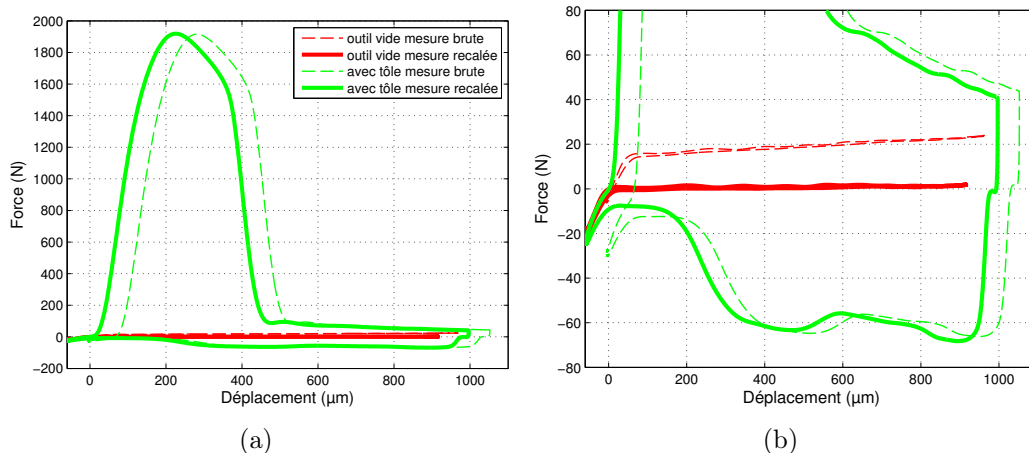 2000
1800
1600
1400
1200
1000
800
600
400
200
0
−200
Force (N)
0 200 400 600 800 1000
Déplacement (µm)
outil vide mesure brute
outil vide mesure recalée
avec tôle mesure brute
avec tôle mesure recalée
(a)
80
60
40
20
0
−20
−40
−60
−80
Force (N)
0 200 400 600 800 1000
Déplacement (µm)
(b)